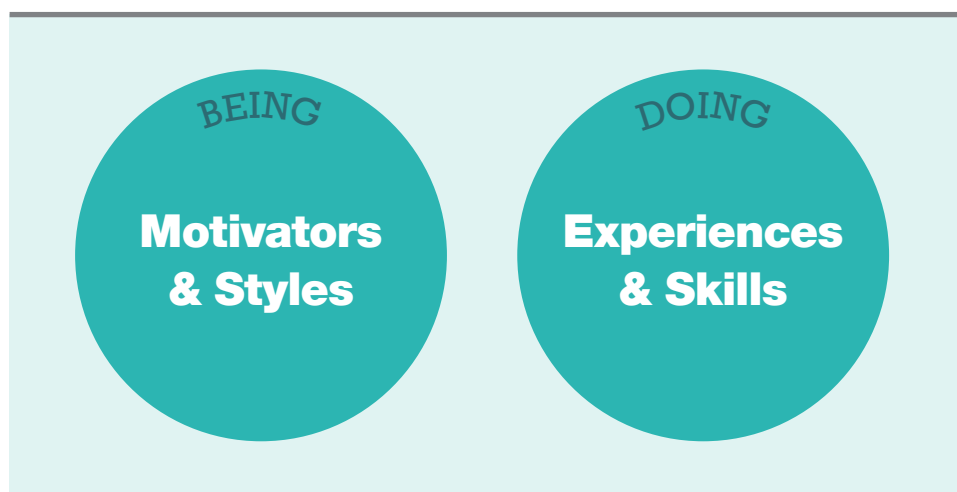 BEING
Motivators
& Styles
DOING
Experiences
& Skills